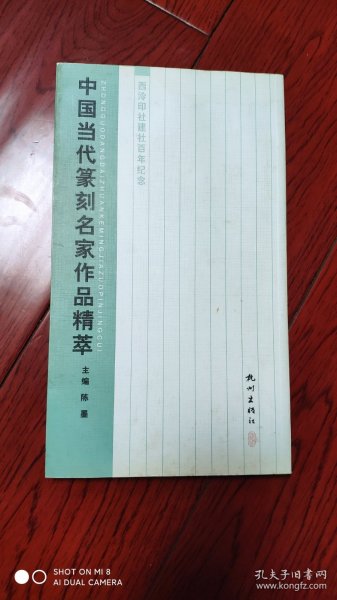 西泠印社建社百年纪念
中国当代篆刻名家作品精萃
ZHONGGUODANGDAIZHUANKEMINGJIAZUOPINJINGCUI
主编 陈墨
杭州出版社
SHOT ON MI 8
AI DUAL CAMERA
孔夫子旧书网
www.kongfz.com